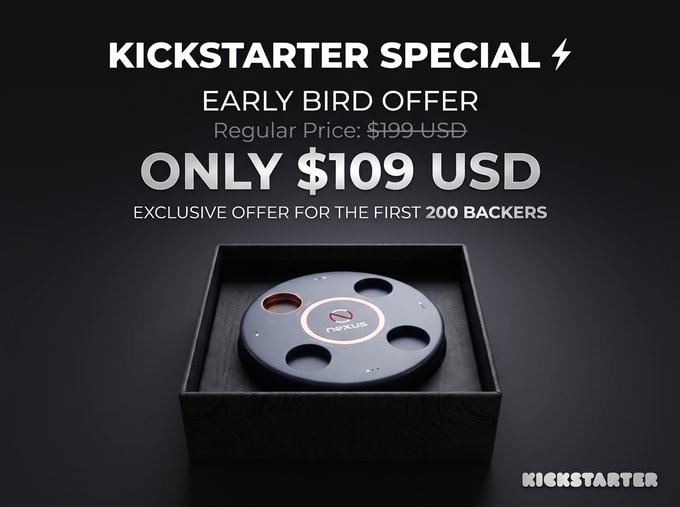 KICKSTARTER SPECIAL
EARLY BIRD OFFER
Regular Price: $199 USD
ONLY $109 USD
EXCLUSIVE OFFER FOR THE FIRST 200 BACKERS
nexus
KICKSTARTER